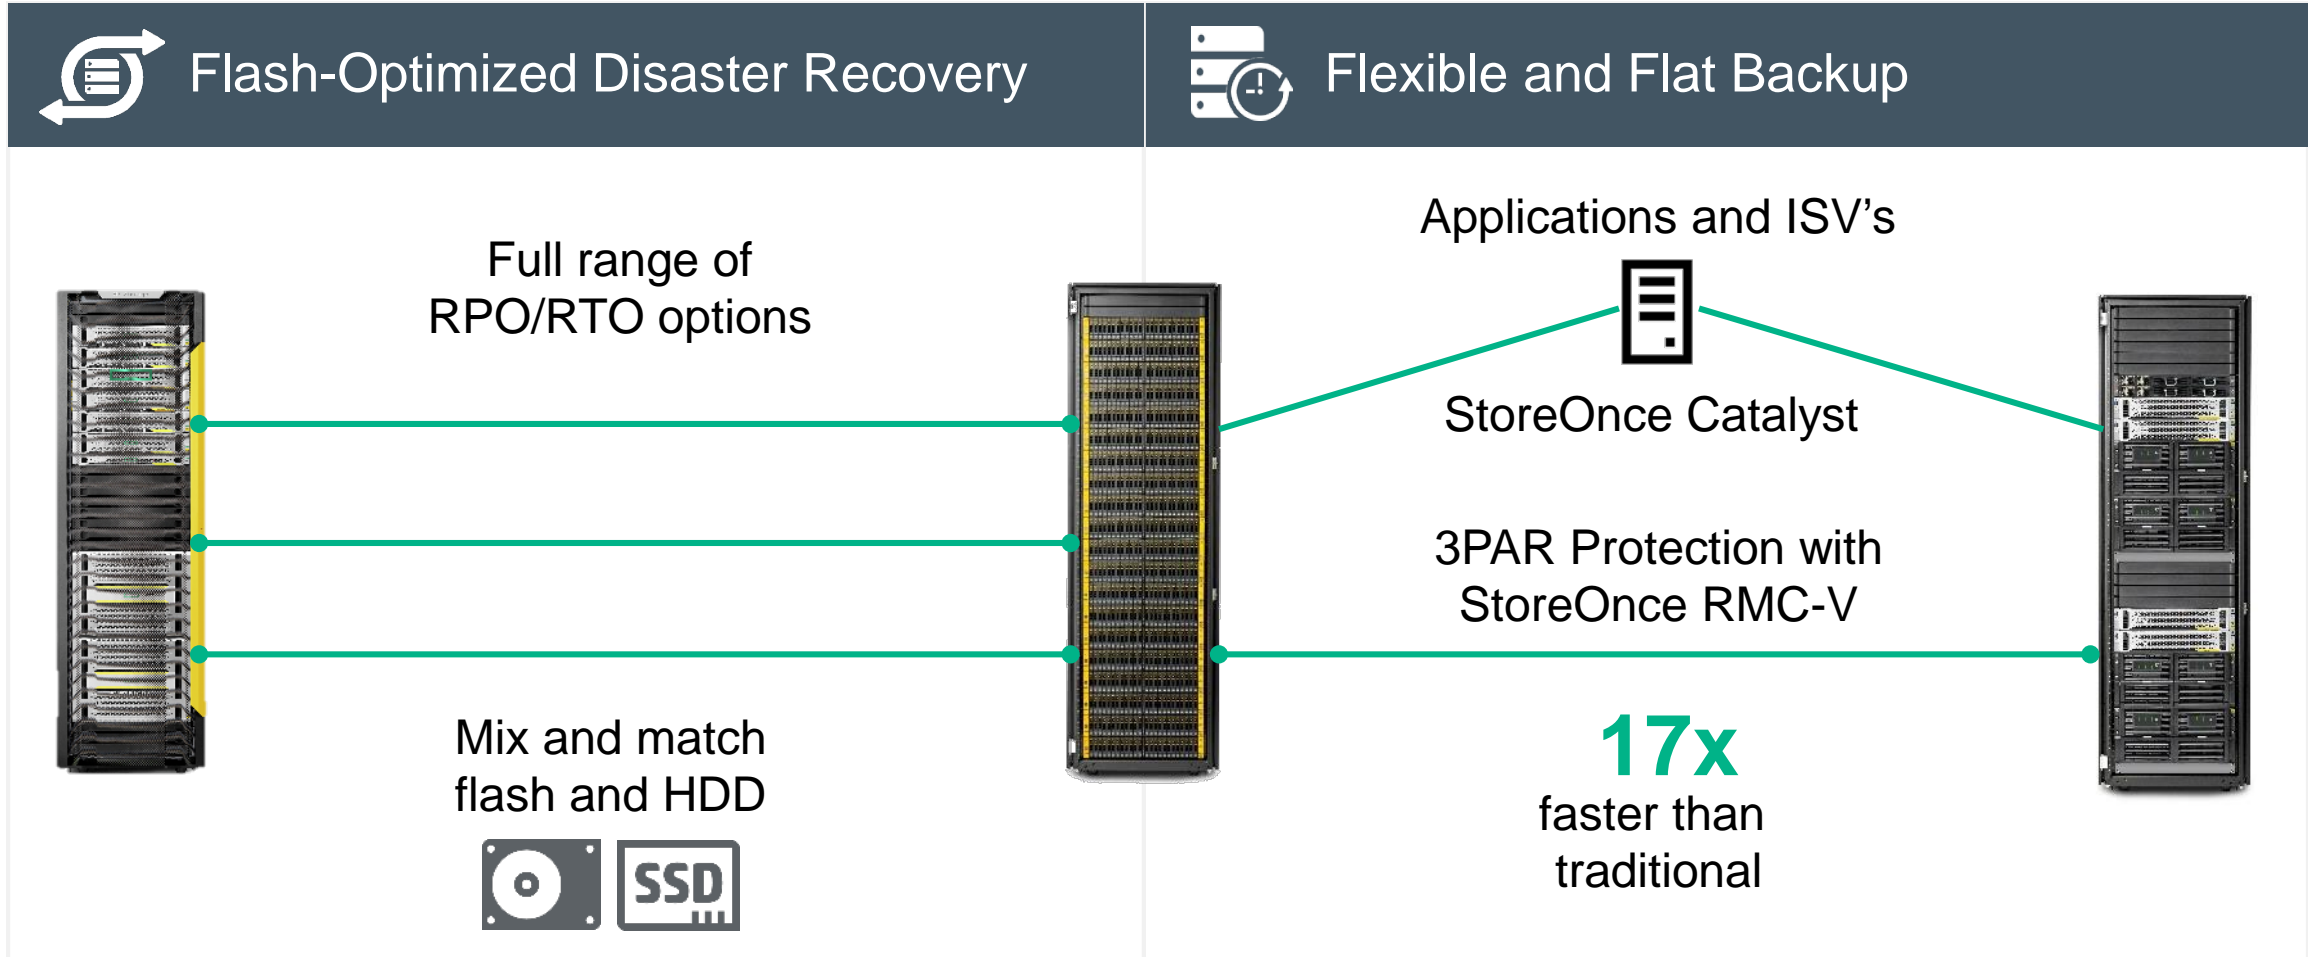 Flash-Optimized Disaster Recovery
Flexible and Flat Backup
Full range of
RPO/RTO options
Mix and match
flash and HDD
SSD
Applications and ISV's
StoreOnce Catalyst
3PAR Protection with
StoreOnce RMC-V
17x
faster than
traditional